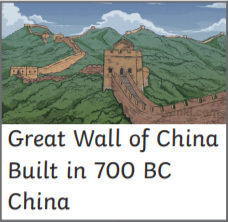 Great Wall of China
Built in 700 BC
China